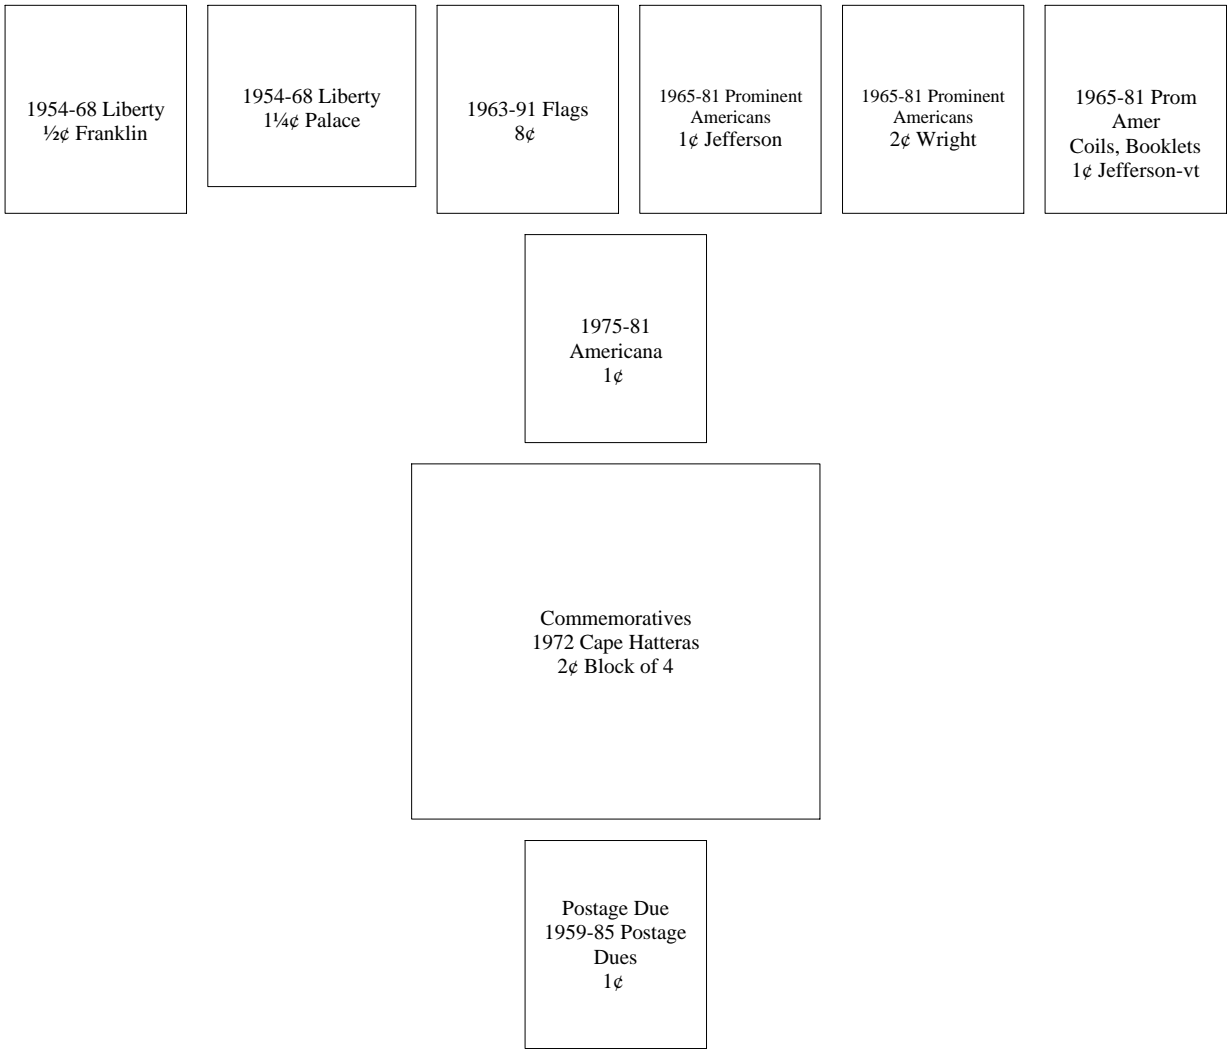 1954-68 Liberty
½¢ Franklin
1954-68 Liberty
1¼¢ Palace
1963-91 Flags
8¢
1965-81 Prominent
Americans
1¢ Jefferson
1965-81 Prominent
Americans
2¢ Wright
1965-81 Prom
Amer
Coils, Booklets
1¢ Jefferson-vt
1975-81
Americana
1¢
Commemoratives
1972 Cape Hatteras
2¢ Block of 4
Postage Due
1959-85 Postage
Dues
1¢